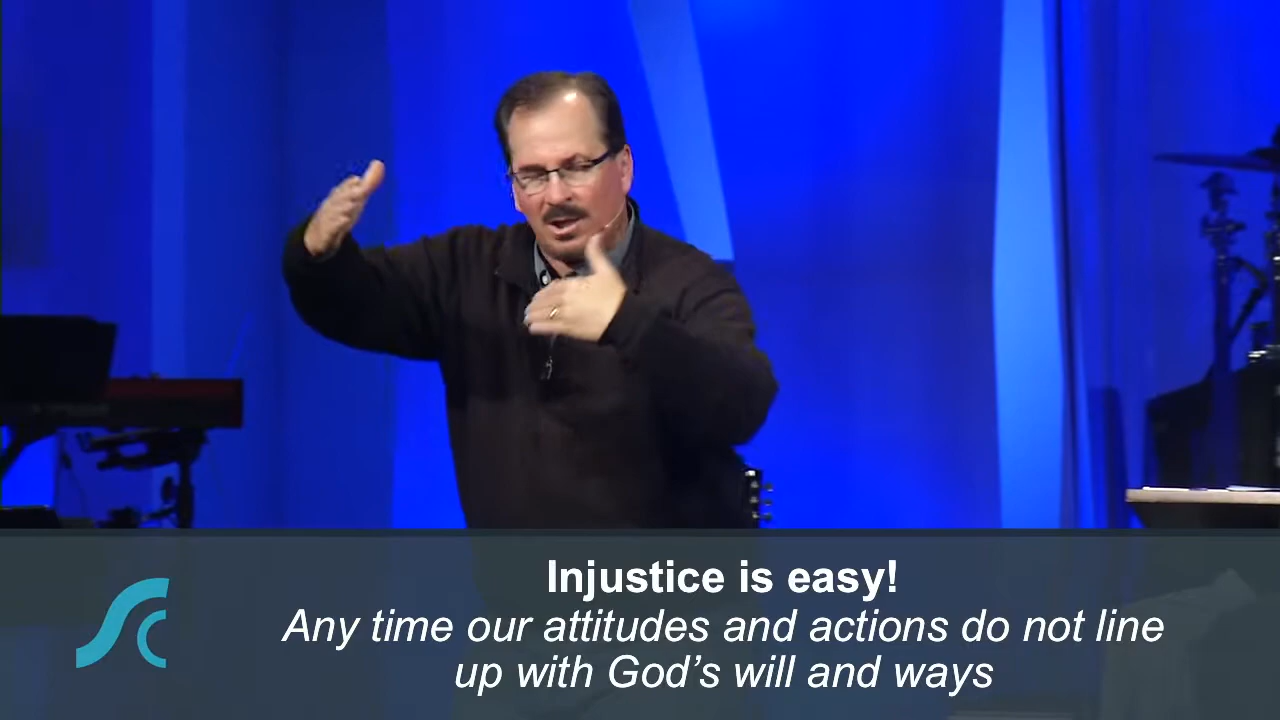 Injustice is easy!
Any time our attitudes and actions do not line
up with God’s will and ways